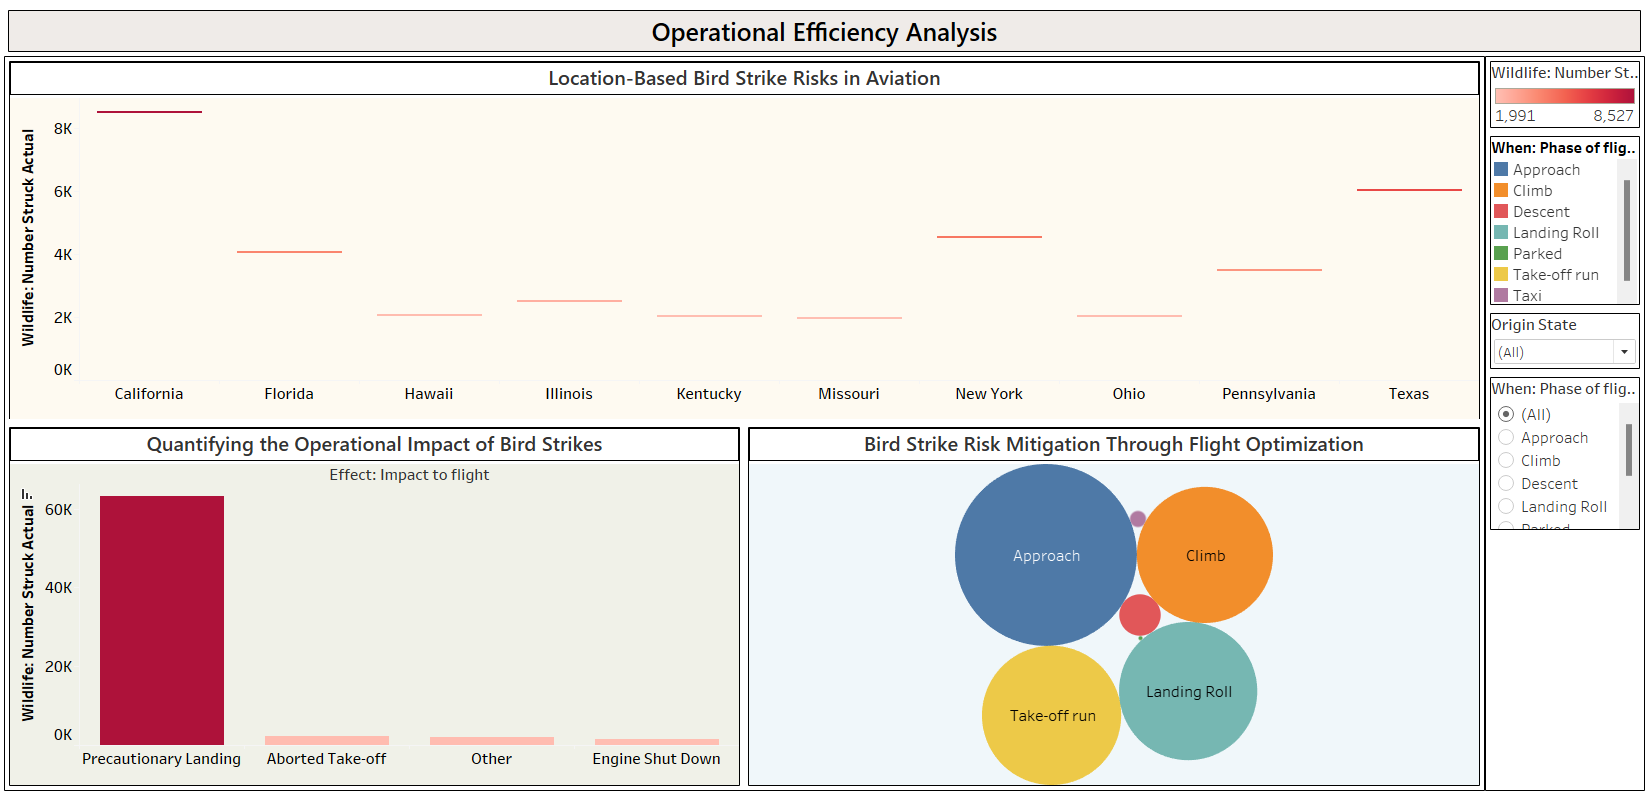 Operational Efficiency Analysis
Location-Based Bird Strike Risks in Aviation
Wildlife: Number Struck Actual
8K
6K
4K
2K
0K
California
Florida
Hawaii
Illinois
Kentucky
Missouri
New York
Ohio
Pennsylvania
Texas
Quantifying the Operational Impact of Bird Strikes
Effect: Impact to flight
Wildlife: Number Struck Actual
60K
40K
20K
0K
Precautionary Landing
Aborted Take-off
Other
Engine Shut Down
Bird Strike Risk Mitigation Through Flight Optimization
Approach
Climb
Take-off run
Landing Roll
Wildlife: Number St..
1,991
8,527
When: Phase of flig..
Approach
Climb
Descent
Landing Roll
Parked
Take-off run
Taxi
Origin State
(All)
When: Phase of flig..
(All)
Approach
Climb
Descent
Landing Roll
Parked